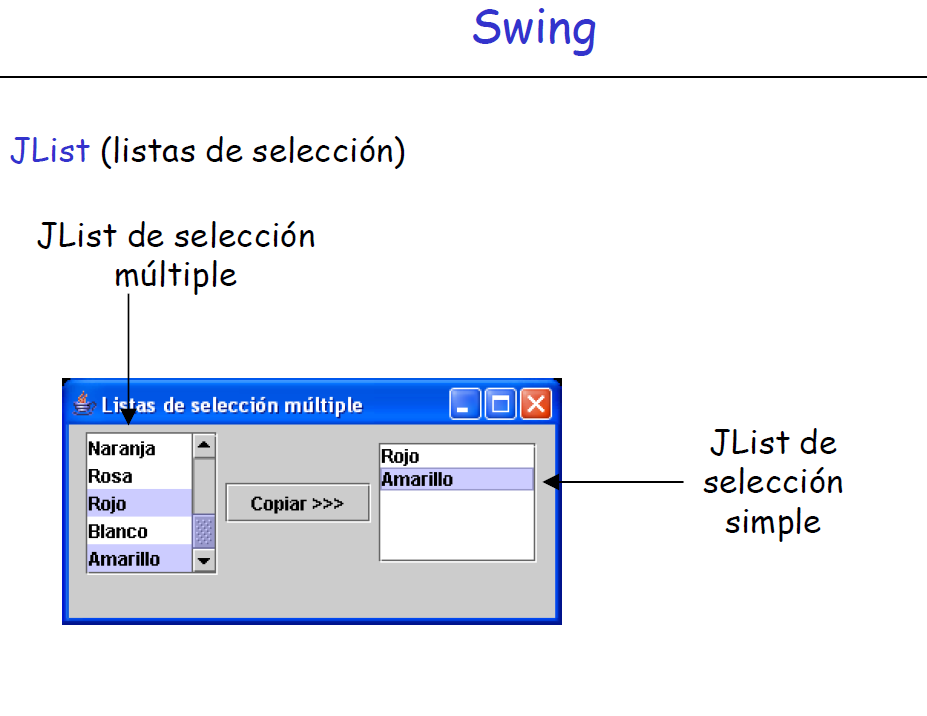 Swing
JList (listas de selección)
JList de selección
múltiple
Listas de selección múltiple
Naranja
Rosa
Rojo
Blanco
Amarillo
Copiar >>>
Rojo
Amarillo
JList de
selección
simple